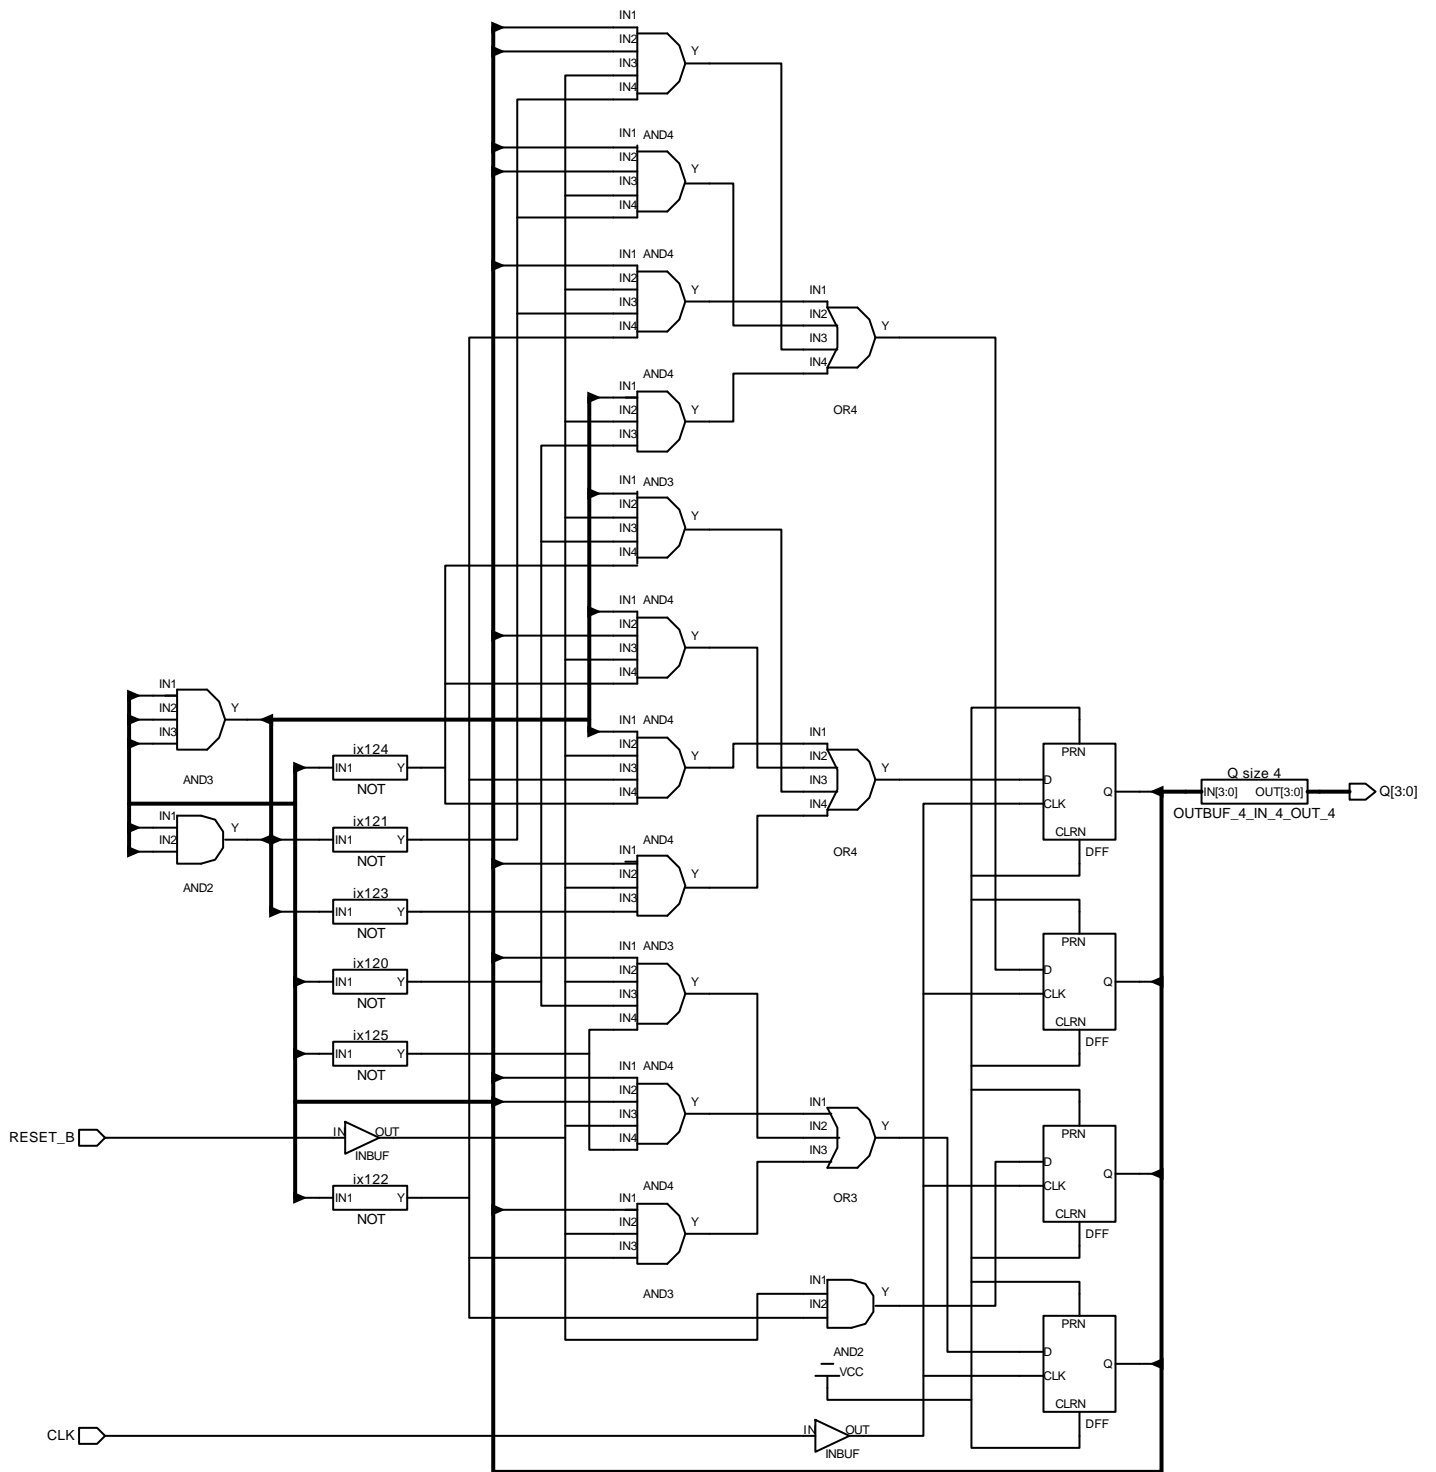 IN1
IN2 Y
IN3
IN4
IN1 AND4
IN2
Y
IN3
IN4
IN1 AND4
IN2
Y IN1
IN3
IN2 Y
IN4
IN3
IN4
AND4
IN1
IN2 Y OR4
IN3
IN1 AND3
IN2
Y
IN3
IN4
IN1 AND4
IN2
Y
IN3
IN4
IN1
IN2 Y
IN3
AND3
IN1 AND4
IN2
Y
IN3
IN4
IN1
IN2 Y
IN3
IN4
OR4
PRN
D
Q
CLK
CLRN
DFF
Q size 4
IN[3:0] OUT[3:0]
OUTBUF_4_IN_4_OUT_4
Q[3:0]
ix124
IN1 Y
NOT
IN1
IN2 Y
AND2
ix121
IN1 Y
NOT
AND4
IN1
IN2 Y
IN3
ix123
IN1 Y
NOT
IN1 AND3
IN2
Y
IN3
IN4
PRN
D
Q
CLK
CLRN
DFF
ix120
IN1 Y
NOT
ix125
IN1 Y
NOT
IN1 AND4
IN2
Y
IN3
IN4
IN1
IN2 Y
IN3
OR3
PRN
D
Q
CLK
CLRN
DFF
RESET_B
IN OUT
INBUF
ix122
IN1 Y
NOT
AND4
IN1
IN2 Y
IN3
AND3
IN1
IN2 Y
AND2
VCC
PRN
D
Q
CLK
CLRN
DFF
CLK
IN OUT
INBUF